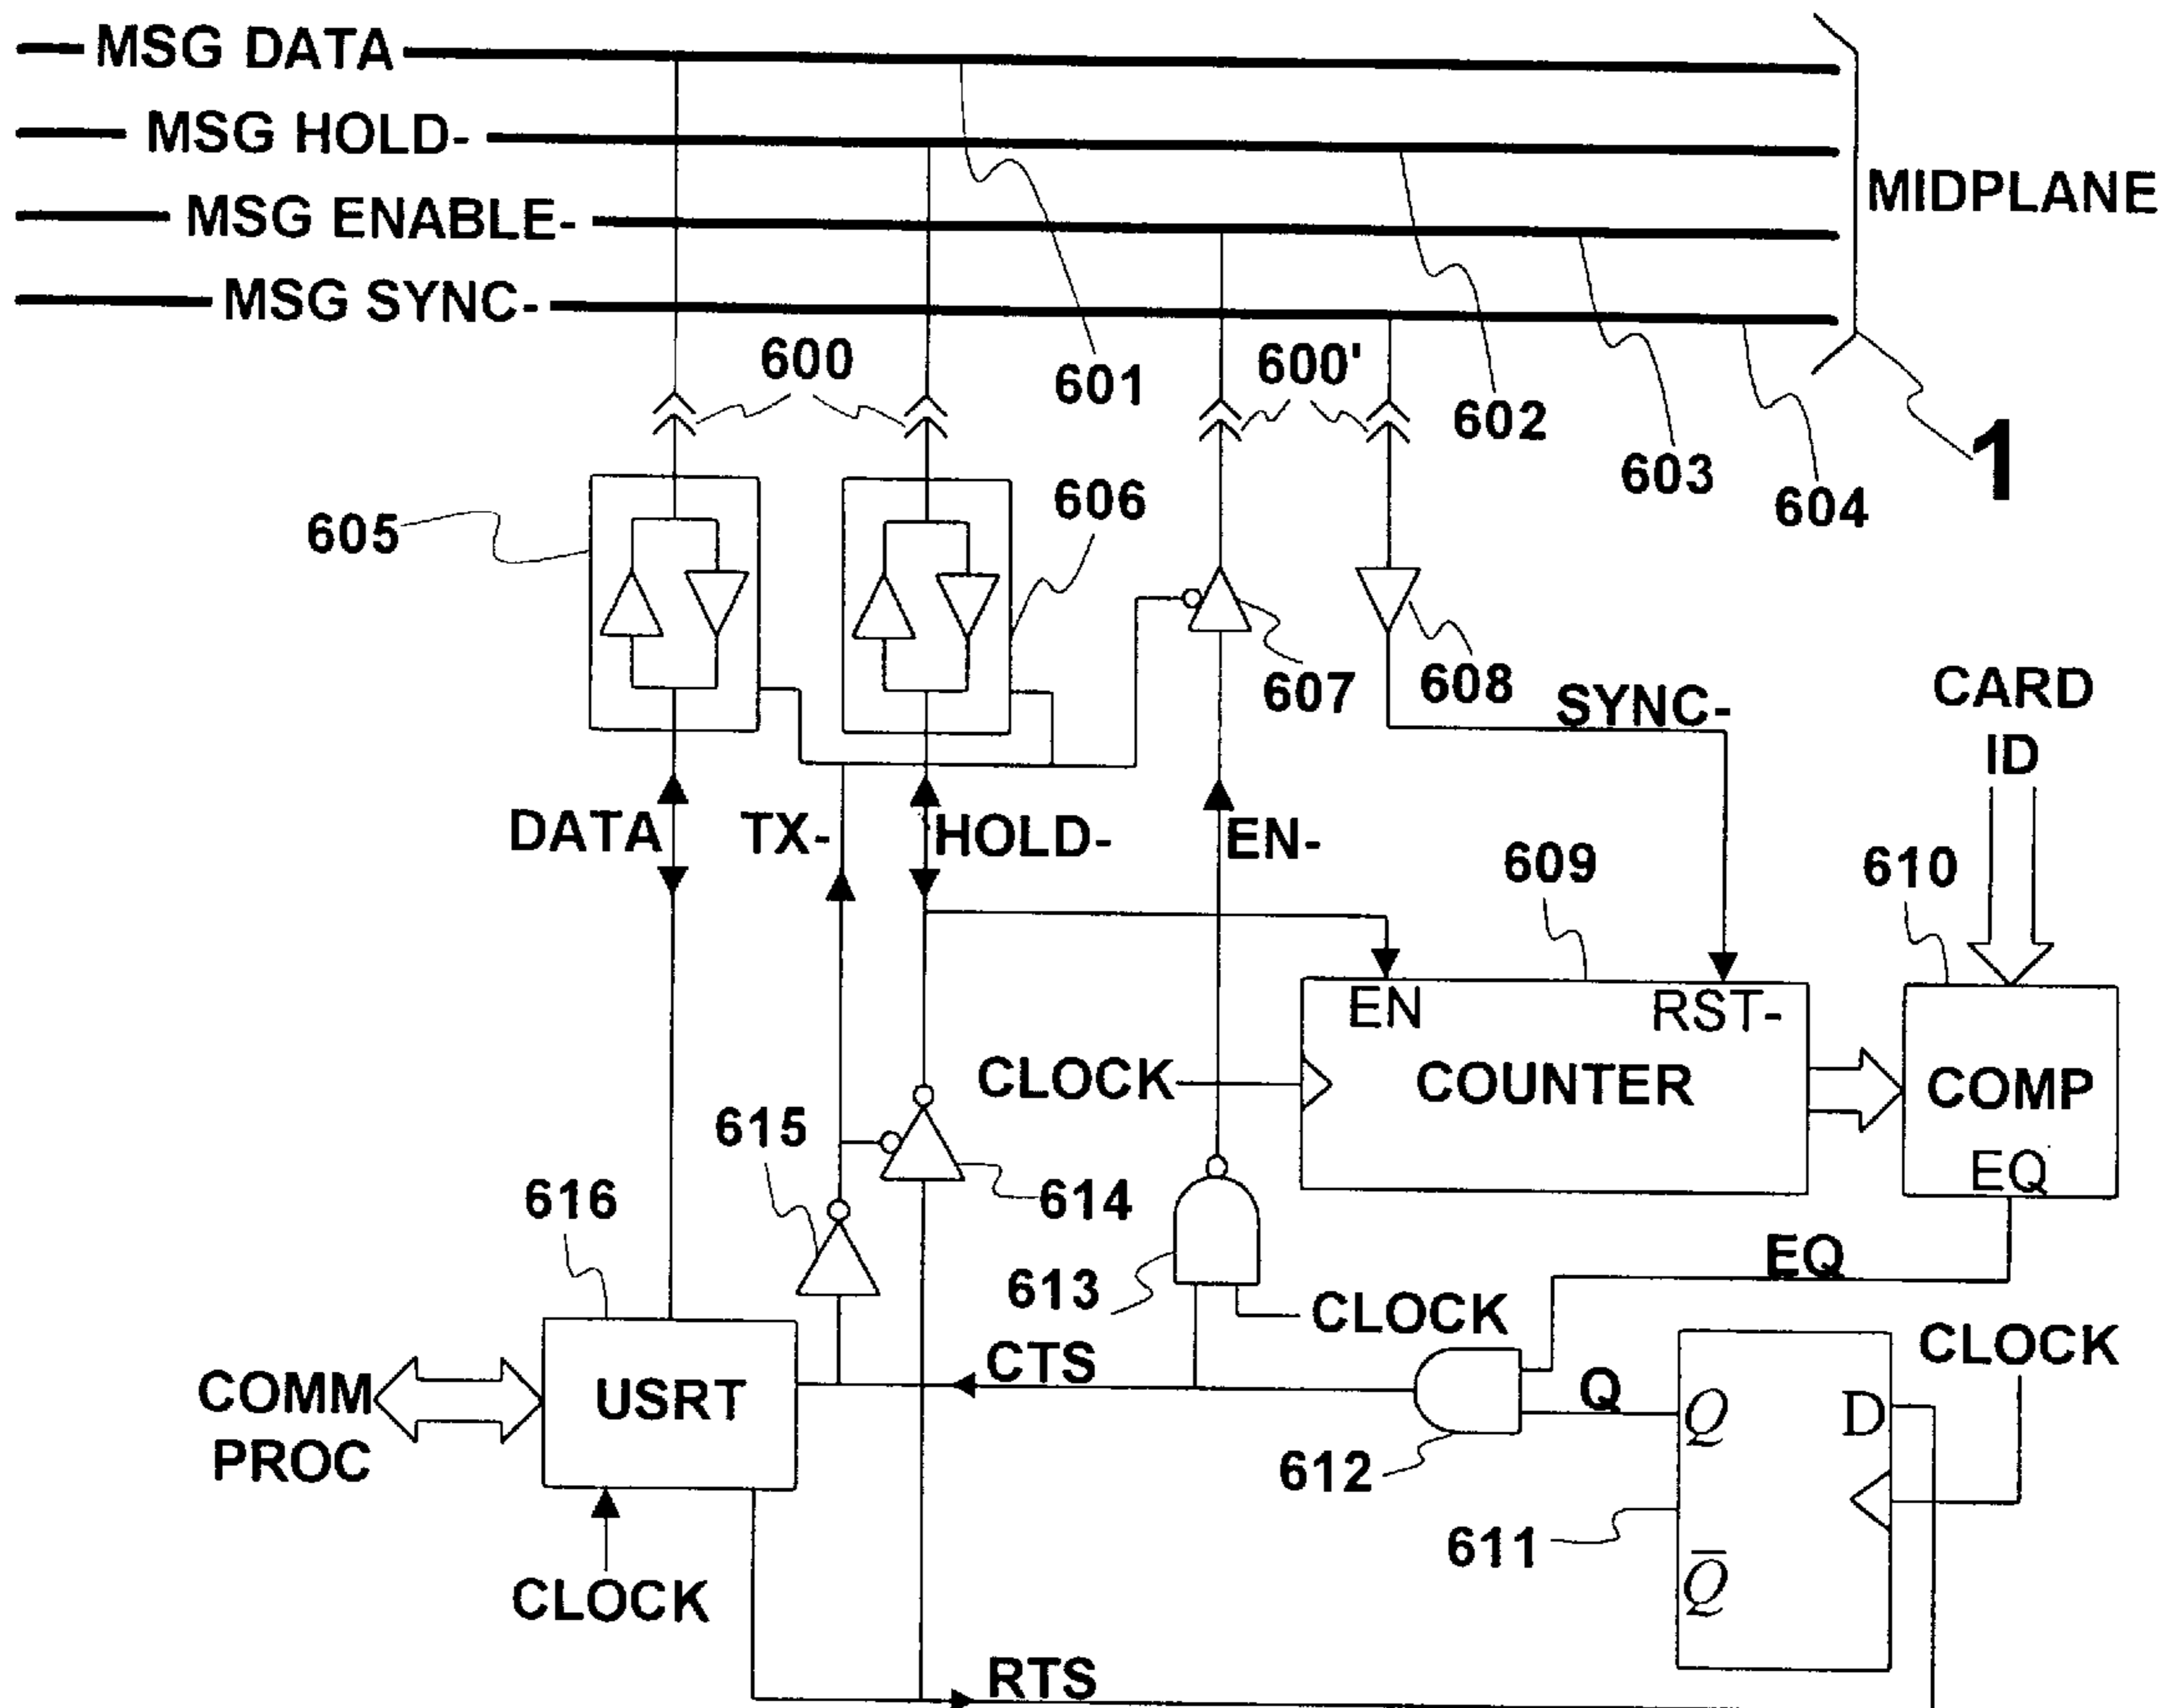 MSG DATA
MSG HOLD-
MSG ENABLE-
MSG SYNC-
MIDPLANE
600
601
600'
602
603
604
1
605
606
607
608
SYNC-
CARD
ID
DATA
TX-
HOLD-
EN-
609
610
EN
RST-
CLOCK
COUNTER
COMP
EQ
615
614
616
613
CLOCK
EQ
CTS
CLOCK
COMM
PROC
USRT
Q
Q
D
612
611
Q̅
CLOCK
RTS